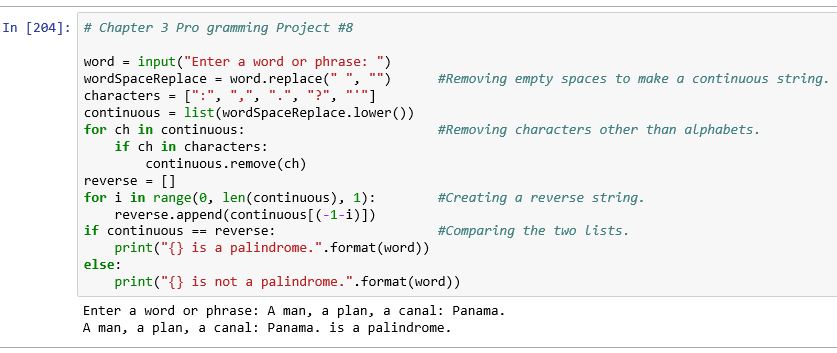 In [204]: # Chapter 3 Pro gramming Project #8
word = input("Enter a word or phrase: ")
wordSpaceReplace = word.replace(" ", "") #Removing empty spaces to make a continuous string.
characters = [":", ",", ".", "?", "'"]
continuous = list(wordSpaceReplace.lower())
for ch in continuous: #Removing characters other than alphabets.
    if ch in characters:
        continuous.remove(ch)
reverse = []
for i in range(0, len(continuous), 1): #Creating a reverse string.
    reverse.append(continuous[(-1-i)])
if continuous == reverse: #Comparing the two lists.
    print("{} is a palindrome.".format(word))
else:
    print("{} is not a palindrome.".format(word))
Enter a word or phrase: A man, a plan, a canal: Panama.
A man, a plan, a canal: Panama. is a palindrome.